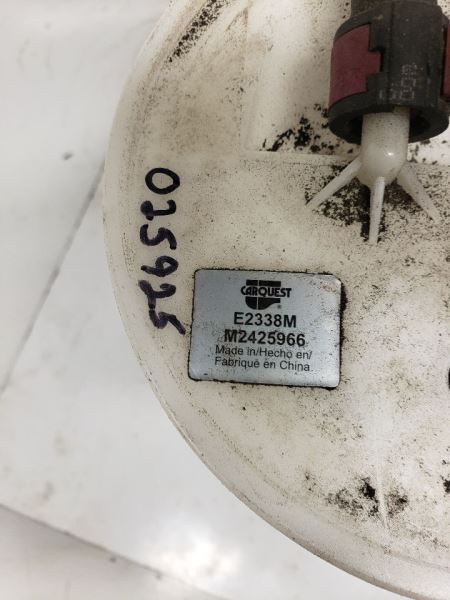 025925
CARQUEST
E2338M
M2425966
Made in/Hecho en/
Fabriqué en China